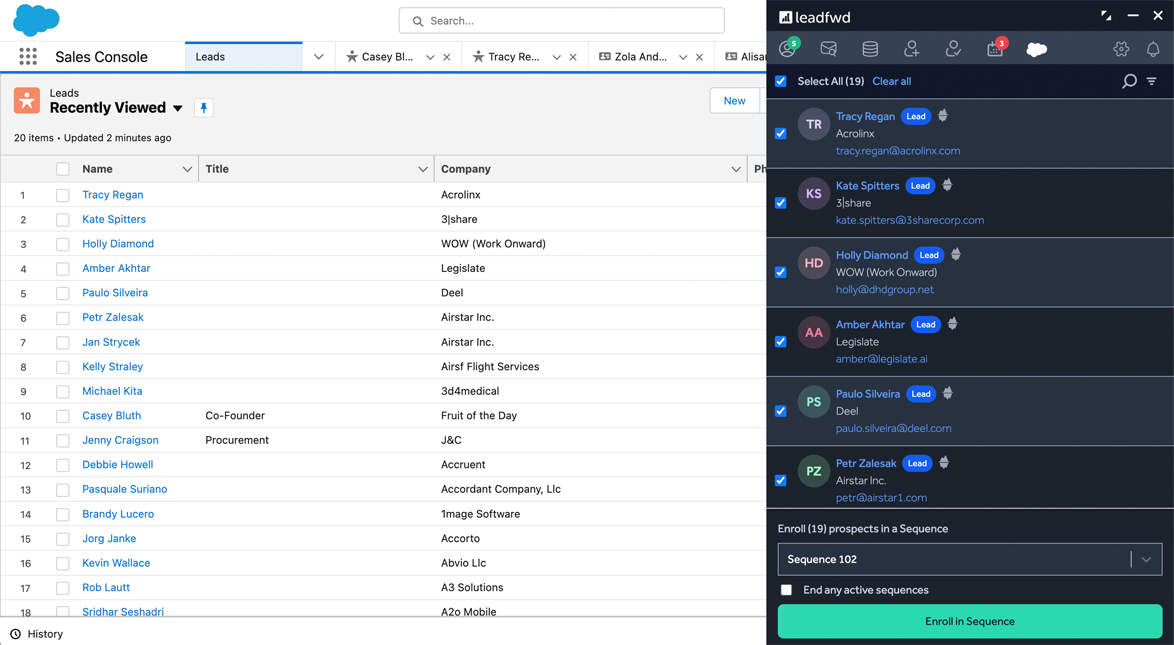 Search...
Sales Console
Leads
Casey Bl...
Tracy Re...
Zola And...
Alisan
Leads
Recently Viewed
New
20 items • Updated 2 minutes ago
Name Title Company Ph
1 Tracy Regan Acrolinx
2 Kate Spitters 3|share
3 Holly Diamond WOW (Work Onward)
4 Amber Akhtar Legislate
5 Paulo Silveira Deel
6 Petr Zalesak Airstar Inc.
7 Jan Strycek Airstar Inc.
8 Kelly Straley Airsf Flight Services
9 Michael Kita 3d4medical
10 Casey Bluth Co-Founder Fruit of the Day
11 Jenny Craigson Procurement J&C
12 Debbie Howell Accruent
13 Pasquale Suriano Accordant Company, Llc
14 Brandy Lucero 1mage Software
15 Jorg Janke Accorto
16 Kevin Wallace Abvio Llc
17 Rob Lautt A3 Solutions
18 Sridhar Seshadri A2o Mobile
History
leadfwd
5
3
Select All (19) Clear all
TR
Tracy Regan Lead
Acrolinx
tracy.regan@acrolinx.com
KS
Kate Spitters Lead
3|share
kate.spitters@3sharecorp.com
HD
Holly Diamond Lead
WOW (Work Onward)
holly@dhdgroup.net
AA
Amber Akhtar Lead
Legislate
amber@legislate.ai
PS
Paulo Silveira Lead
Deel
paulo.silveira@deel.com
PZ
Petr Zalesak Lead
Airstar Inc.
petr@airstar1.com
Enroll (19) prospects in a Sequence
Sequence 102
End any active sequences
Enroll in Sequence